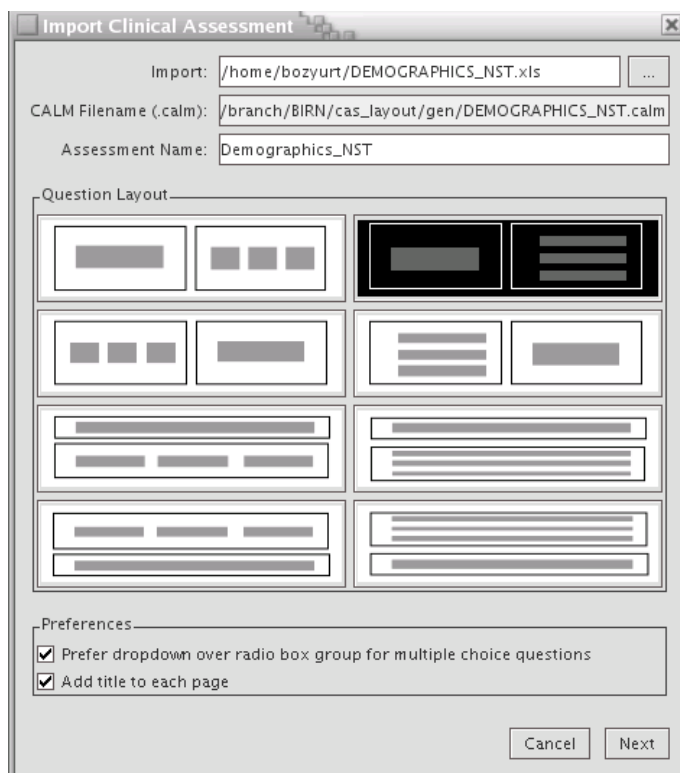 Import Clinical Assessment
Import: /home/bozyurt/DEMOGRAPHICS_NST.xls ...
CALM Filename (.calm): /branch/BIRN/cas_layout/gen/DEMOGRAPHICS_NST.calm
Assessment Name: Demographics_NST
Question Layout
Preferences
Prefer dropdown over radio box group for multiple choice questions
Add title to each page
Cancel Next